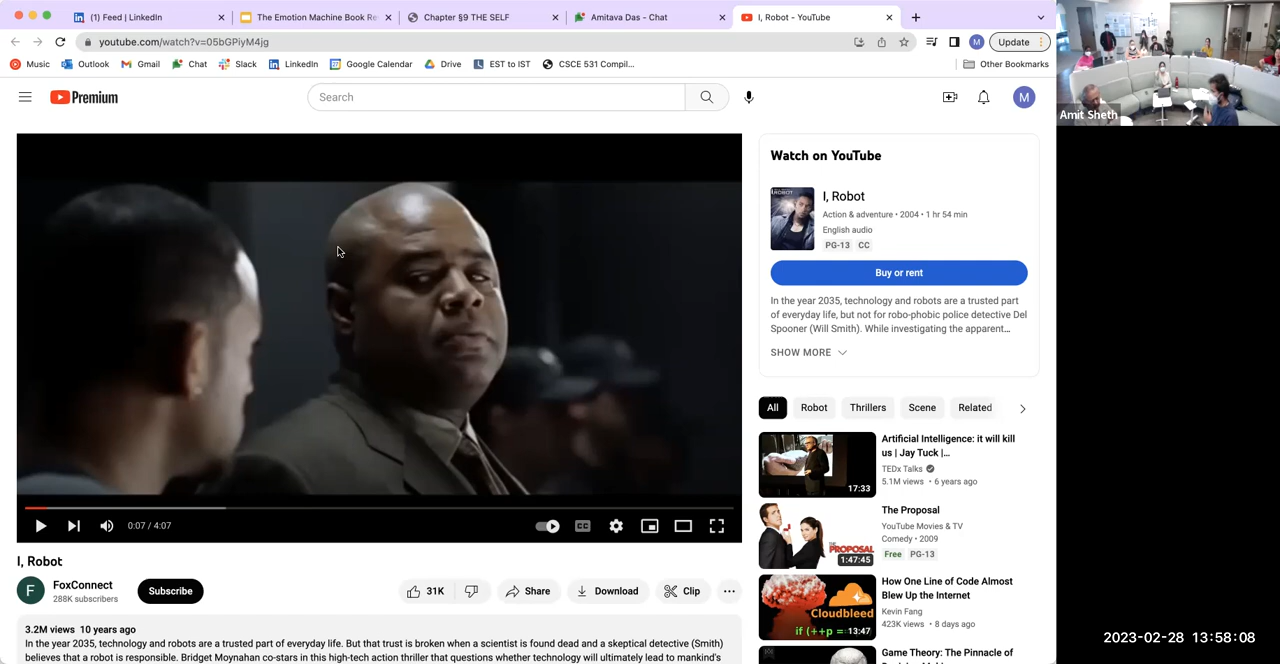 (1) Feed | LinkedIn
The Emotion Machine Book Re
Chapter §9 THE SELF
Amitava Das - Chat
I, Robot - YouTube
youtube.com/watch?v=05bGPiyM4jg
M
Update
Music
Outlook
Gmail
Chat
Slack
LinkedIn
Google Calendar
Drive
EST to IST
CSCE 531 Compil...
Other Bookmarks
Premium
Search
M
Amit Sheth
Watch on YouTube
I, Robot
Action & adventure • 2004 • 1 hr 54 min
English audio
PG-13 CC
Buy or rent
In the year 2035, technology and robots are a trusted part
of everyday life, but not for robo-phobic police detective Del
Spooner (Will Smith). While investigating the apparent...
SHOW MORE
All
Robot
Thrillers
Scene
Related
Artificial Intelligence: it will kill
us | Jay Tuck |...
TEDx Talks
5.1M views • 6 years ago
17:33
The Proposal
YouTube Movies & TV
Comedy • 2009
Free PG-13
THE PROPOSAL
1:47:45
How One Line of Code Almost
Blew Up the Internet
Kevin Fang
423K views • 8 days ago
Cloudbleed
if (++p =
13:47
Game Theory: The Pinnacle of
0:07 / 4:07
CC
I, Robot
F
FoxConnect
288K subscribers
Subscribe
31K
Share
Download
Clip
3.2M views 10 years ago
In the year 2035, technology and robots are a trusted part of everyday life. But that trust is broken when a scientist is found dead and a skeptical detective (Smith)
believes that a robot is responsible. Bridget Moynahan co-stars in this high-tech action thriller that questions whether technology will ultimately lead to mankind's
2023-02-28 13:58:08